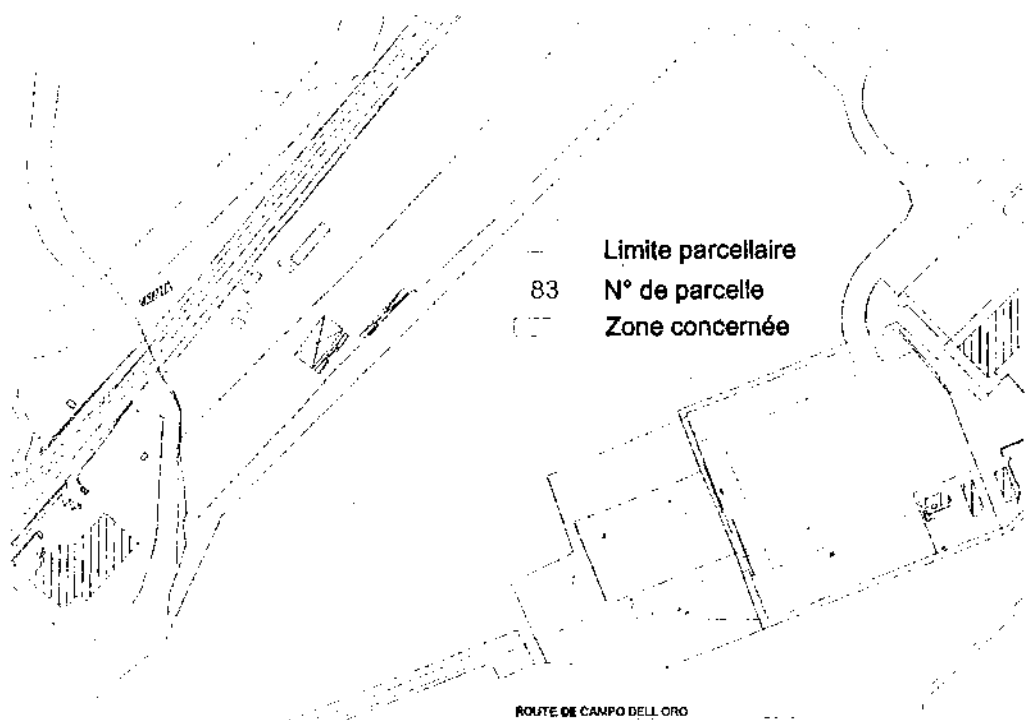 Limite parcellaire
83 N° de parcelle
Zone concernée
ROUTE DE CAMPO DELL ORO